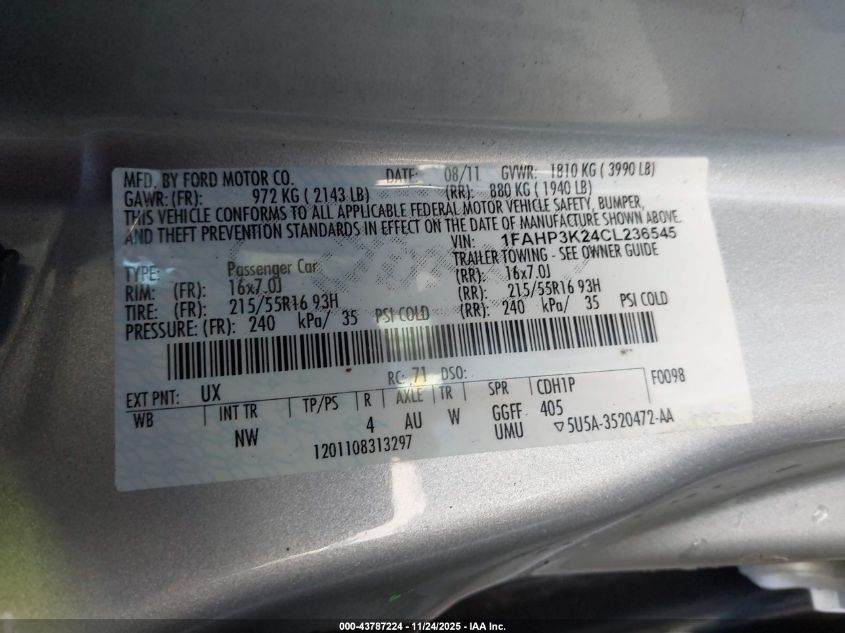 MFD. BY FORD MOTOR CO. DATE: 08/11 GVWR: 1810 KG ( 3990 LB)
GAWR: (FR): 972 KG ( 2143 LB) (RR): 880 KG ( 1940 LB)
THIS VEHICLE CONFORMS TO ALL APPLICABLE FEDERAL MOTOR VEHICLE SAFETY, BUMPER,
AND THEFT PREVENTION STANDARDS IN EFFECT ON THE DATE OF MANUFACTURE SHOWN ABOVE.
VIN: 1FAHP3K24CL236545
TYPE: Passenger Car TRAILER TOWING - SEE OWNER GUIDE
RIM: (FR): 16x7.0J (RR): 16x7.0J
TIRE: (FR): 215/55R16 93H (RR): 215/55R16 93H
PRESSURE: (FR): 240 kPa/ 35 PSI COLD (RR): 240 kPa/ 35 PSI COLD
RC: 71 DSO:
EXT PNT: UX F0098
WB INT TR TP/PS R AXLE TR SPR CDH1P
NW 4 AU W GGFF 405
UMU ▽5U5A-3520472-AA
1201108313297
000-43787224 - 11/24/2025 - IAA Inc.